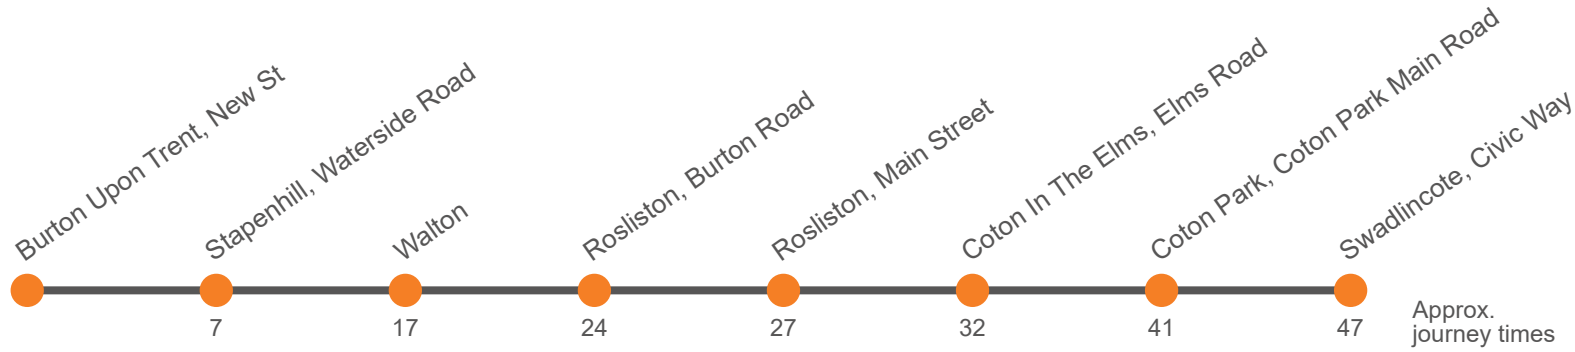 Burton Upon Trent, New St
Stapenhill, Waterside Road
Walton
Rosliston, Burton Road
Rosliston, Main Street
Coton In The Elms, Elms Road
Coton Park, Coton Park Main Road
Swadlincote, Civic Way
7
17
24
27
32
41
47
Approx.
journey times